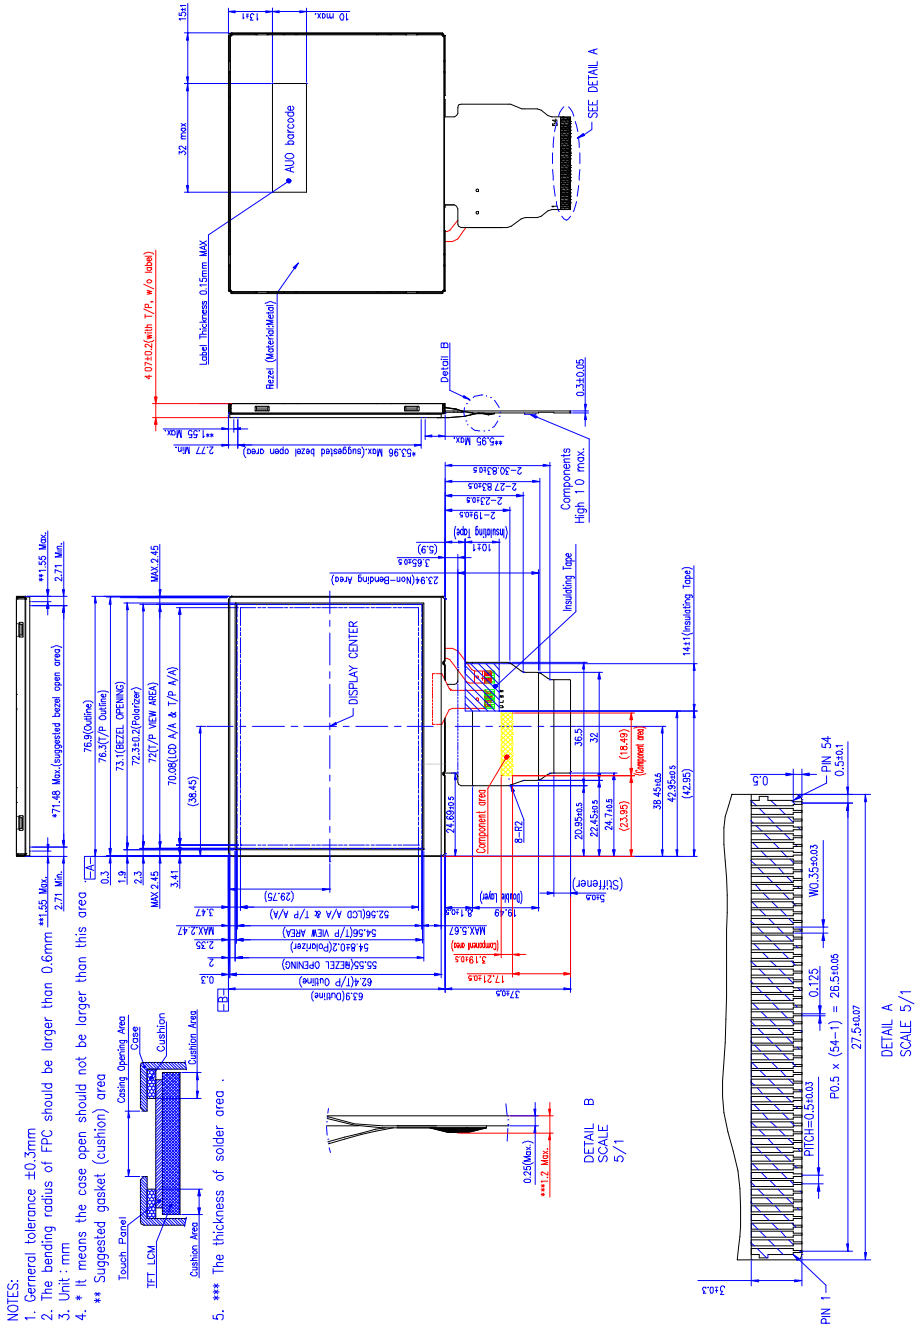 NOTES:
1. Gerneral tolerance ±0.3mm
2. The bending radius of FPC should be larger than 0.6mm
3. Unit : mm
4. * It means the case open should not be larger than this area .
** Suggested gasket (cushion) area
5. *** The thickness of solder area .
Touch Panel
TFT LCM
Cushion Area
Casing Opening Area
Case
Cushion
Cushion Area
**1.55 Max.
2.71 Min.
*71.48 Max.(suggested bezel open area)
**1.55 Max.
2.71 Min.
-A-
76.9(Outline)
0.3
76.3(T/P Outline)
1.9
73.1(BEZEL OPENING)
2.3
72.3±0.2(Polarizer)
MAX 2.45
72(T/P VIEW AREA)
MAX.2.45
3.41
70.08(LCD A/A & T/P A/A)
(38.45)
DISPLAY CENTER
(29.75)
3.47
52.56(LCD A/A & T/P A/A)
MAX.2.47
54.56(T/P VIEW AREA)
MAX.5.67
2.35
54.8±0.2(Polarizer)
2
55.55(BEZEL OPENING)
0.3
62.4(T/P Outline)
63.9(Outline)
-B-
24.69±0.5
Component area
8-R2
8.1±0.5
(Double Layer)
19.49
3.19±0.5
(Component area)
17.21±0.5
37±0.5
5±0.5
(Stiffener)
36.5
32
20.95±0.5
22.45±0.5
24.7±0.5
(18.49)
(Component area)
(23.95)
38.45±0.5
42.95±0.5
(42.95)
14±1(Insulating Tape)
Insulating Tape
23.94(Non-Bending Area)
3.65±0.5
(5.9)
10±1
(Insulating Tape)
2-19±0.5
2-23±0.5
2-27.83±0.5
2-30.83±0.5
4.07±0.2(with T/P, w/o label)
**1.55 Max.
2.77 Min.
*53.96 Max.(suggested bezel open area)
**5.95 Max.
Detail B
0.3±0.05
Components
High 1.0 max.
15±1
32 max
13±1
10 max.
AUO barcode
Label Thickness 0.15mm MAX
Bezel (Material:Metal)
1
54
SEE DETAIL A
0.25(Max.)
***1.2 Max.
DETAIL B
SCALE
5/1
PIN 1
3±0.3
PITCH=0.5±0.03
0.125
W0.35±0.03
0.5
PIN 54
0.5±0.1
P0.5 x (54-1) = 26.5±0.05
27.5±0.07
DETAIL A
SCALE 5/1